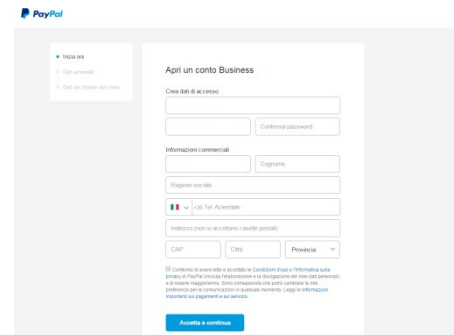 PayPal
Inizia ora
Dati aziendali
Dati del titolare del conto
Apri un conto Business
Crea dati di accesso
Conferma password
Informazioni commerciali
Cognome
Ragione sociale
+39 Tel. Aziendale
Indirizzo (non si accettano caselle postali)
CAP
Città
Provincia
Confermo di avere letto e accettato le Condizioni d'uso e l'Informativa sulla
privacy di PayPal (inclusa l'elaborazione e la divulgazione dei miei dati personali)
e di essere maggiorenne. Sono consapevole che potrò cambiare le mie
preferenze per le comunicazioni in qualsiasi momento. Leggi le Informazioni
importanti sui pagamenti e sul servizio.
Accetta e continua